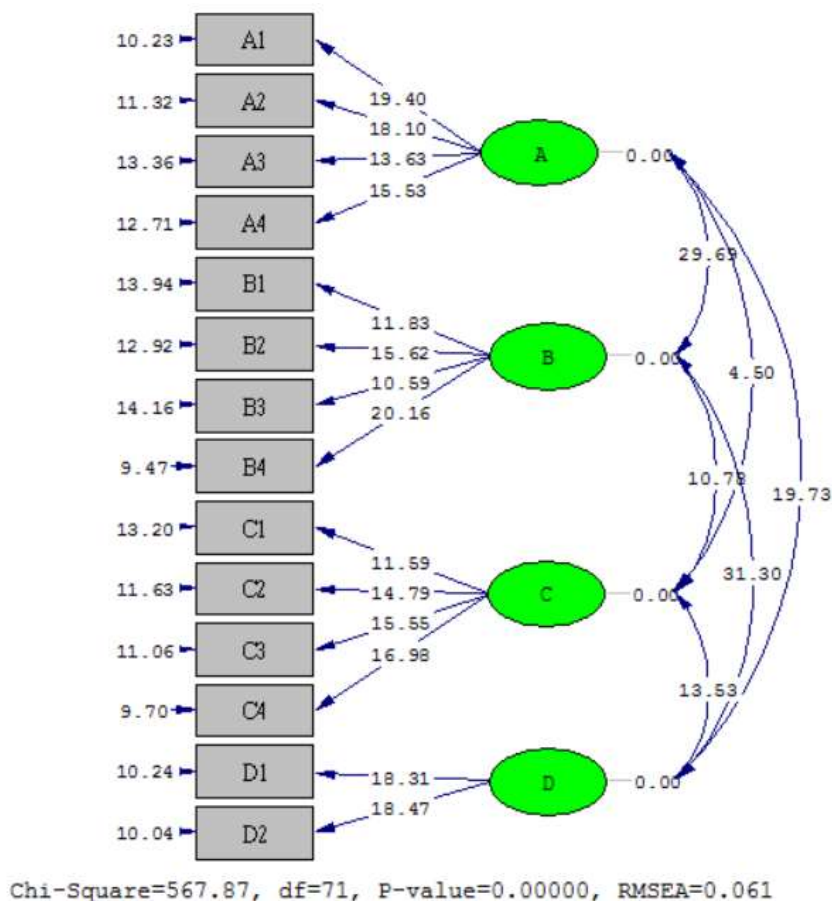 10.23 A1
19.40
11.32 A2
18.10
A 0.00
13.36 A3
13.63
15.53
12.71 A4
29.69
13.94 B1
11.83
12.92 B2
15.62
B 0.00
4.50
14.16 B3
10.59
20.16
9.47 B4
10.78
19.73
13.20 C1
11.59
31.30
11.63 C2
14.79
C 0.00
11.06 C3
15.55
16.98
13.53
9.70 C4
10.24 D1
18.31
D 0.00
18.47
10.04 D2
Chi-Square=567.87, df=71, P-value=0.00000, RMSEA=0.061